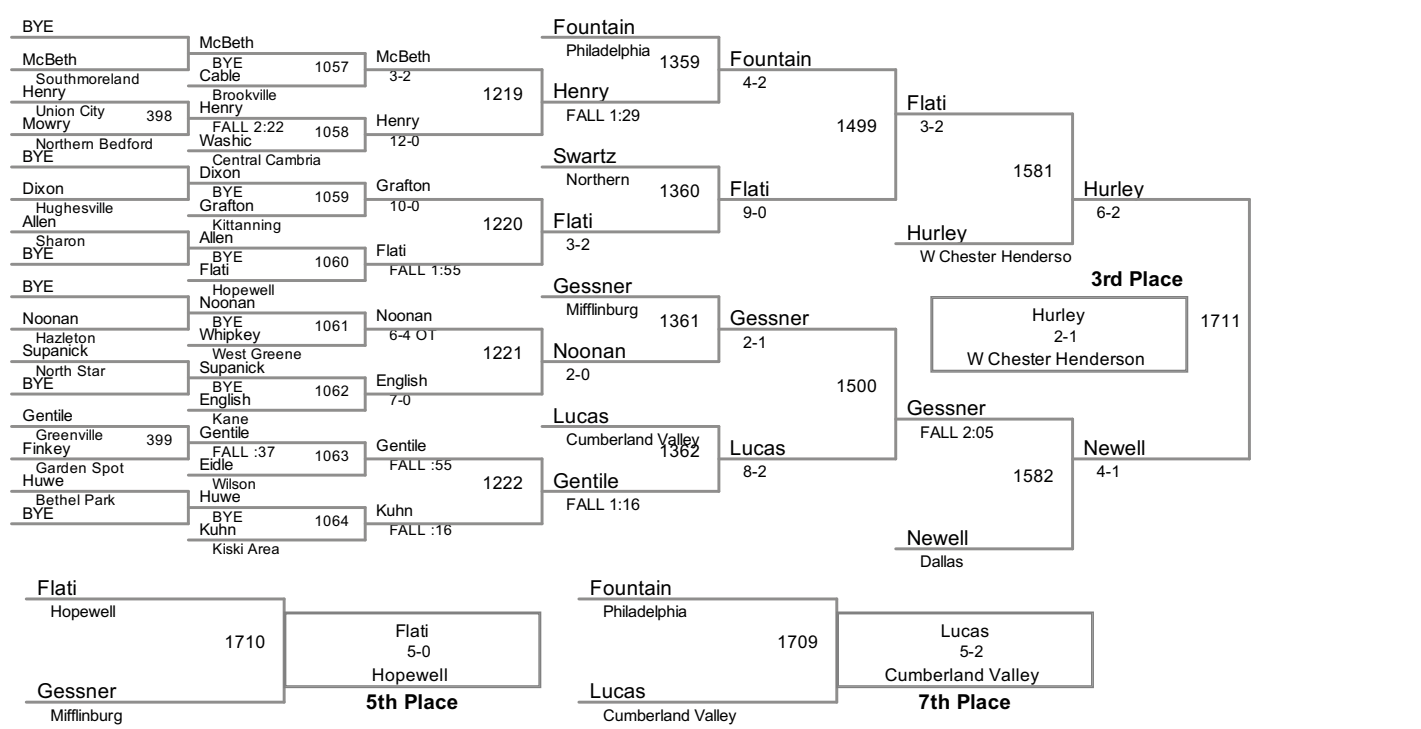 BYE
McBeth
Southmoreland
Henry
Union City
398
Mowry
Northern Bedford
BYE
Dixon
Hughesville
Allen
Sharon
BYE
BYE
Noonan
Hazleton
Supanick
North Star
BYE
Gentile
Greenville
399
Finkey
Garden Spot
Huwe
Bethel Park
BYE
McBeth
BYE
1057
Cable
Brookville
Henry
FALL 2:22
1058
Washic
Central Cambria
Dixon
BYE
1059
Grafton
Kittanning
Allen
BYE
1060
Flati
Hopewell
Noonan
BYE
1061
Whipkey
West Greene
Supanick
BYE
1062
English
Kane
Gentile
FALL :37
1063
Eidle
Wilson
Huwe
BYE
1064
Kuhn
Kiski Area
McBeth
3-2
1219
Henry
12-0
Grafton
10-0
1220
Flati
FALL 1:55
Noonan
6-4 OT
1221
English
7-0
Gentile
FALL :55
1222
Kuhn
FALL :16
Fountain
Philadelphia
1359
Henry
FALL 1:29
Swartz
Northern
1360
Flati
3-2
Gessner
Mifflinburg
1361
Noonan
2-0
Lucas
Cumberland Valley
1362
Gentile
FALL 1:16
Fountain
4-2
1499
Flati
9-0
Gessner
2-1
1500
Lucas
8-2
Flati
3-2
1581
Hurley
W Chester Henderso
Gessner
FALL 2:05
1582
Newell
Dallas
Hurley
6-2
3rd Place
Hurley
2-1
W Chester Henderson
1711
Newell
4-1
Flati
Hopewell
1710
Gessner
Mifflinburg
Flati
5-0
Hopewell
5th Place
Fountain
Philadelphia
1709
Lucas
Cumberland Valley
Lucas
5-2
Cumberland Valley
7th Place